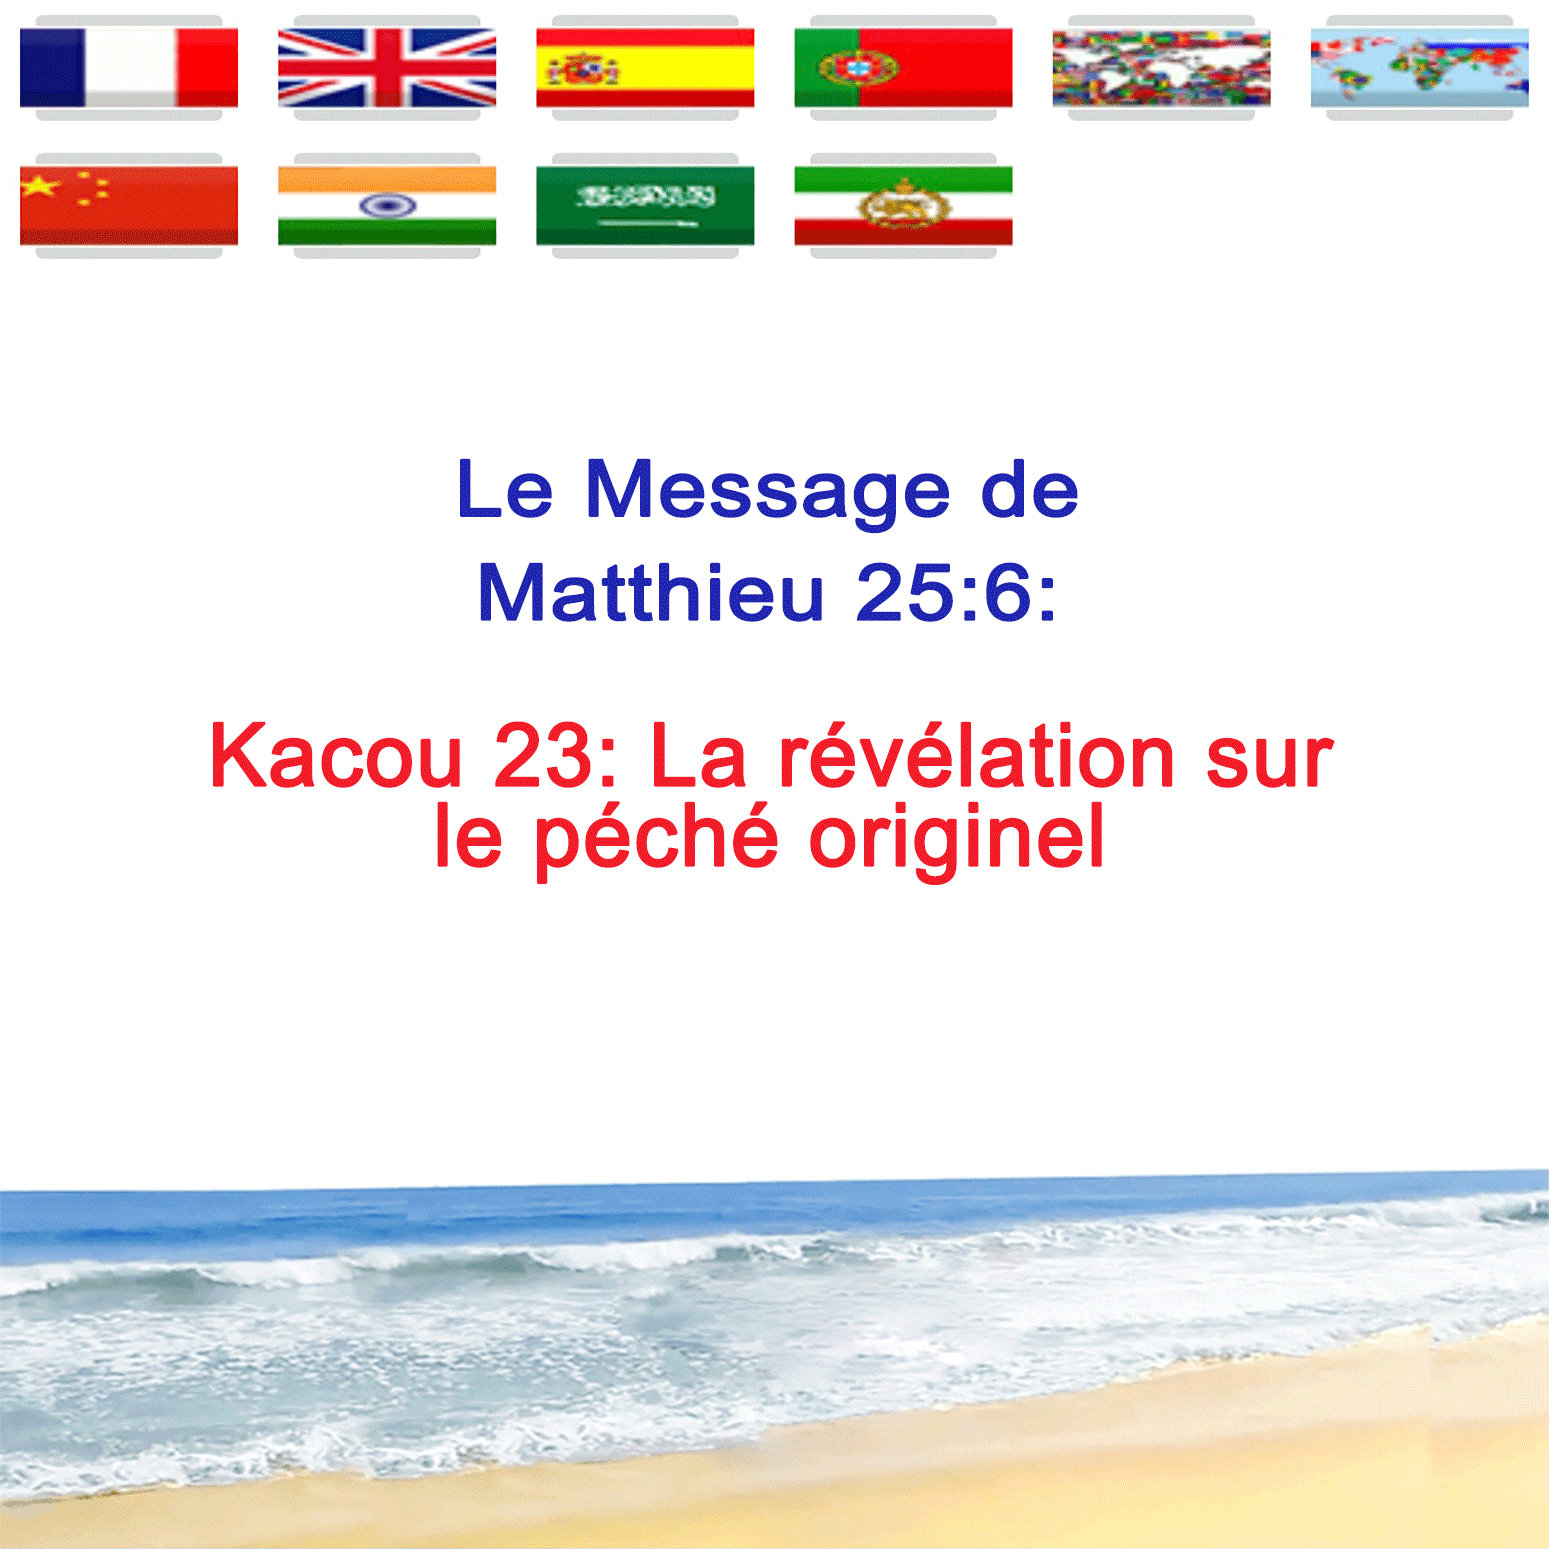 Le Message de
Matthieu 25:6:
Kacou 23: La révélation sur
le péché originel